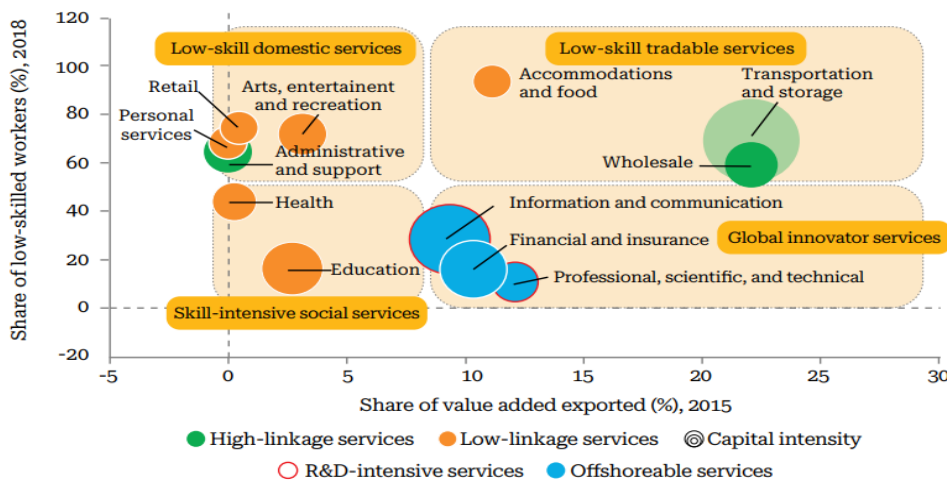 Share of low-skilled workers (%), 2018
120
100
80
60
40
20
0
-20
Low-skill domestic services
Low-skill tradable services
Retail
Arts, entertainent
and recreation
Personal
services
Administrative
and support
Accommodations
and food
Transportation
and storage
Wholesale
Health
Education
Information and communication
Financial and insurance
Global innovator services
Professional, scientific, and technical
Skill-intensive social services
-5
0
5
10
15
20
25
30
Share of value added exported (%), 2015
High-linkage services
Low-linkage services
Capital intensity
R&D-intensive services
Offshoreable services